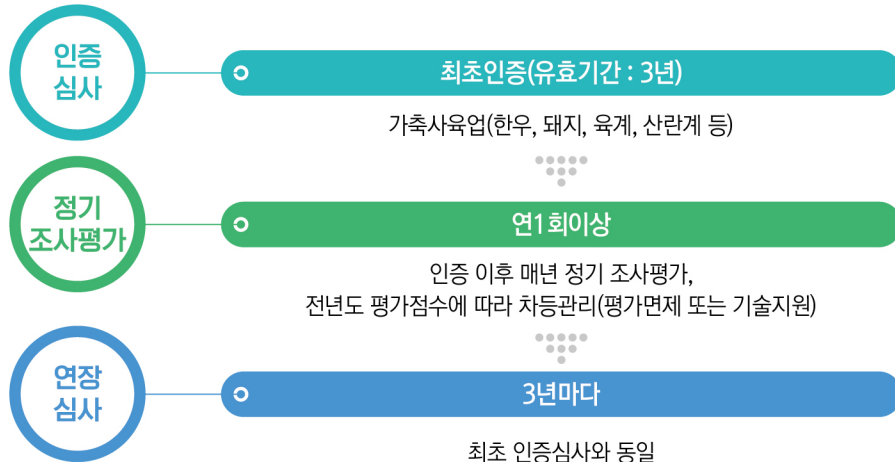 인증
심사
최초인증(유효기간 : 3년)
가축사육업(한우, 돼지, 육계, 산란계 등)
정기
조사평가
연1회이상
인증 이후 매년 정기 조사평가,
전년도 평가점수에 따라 차등관리(평가면제 또는 기술지원)
연장
심사
3년마다
최초 인증심사와 동일